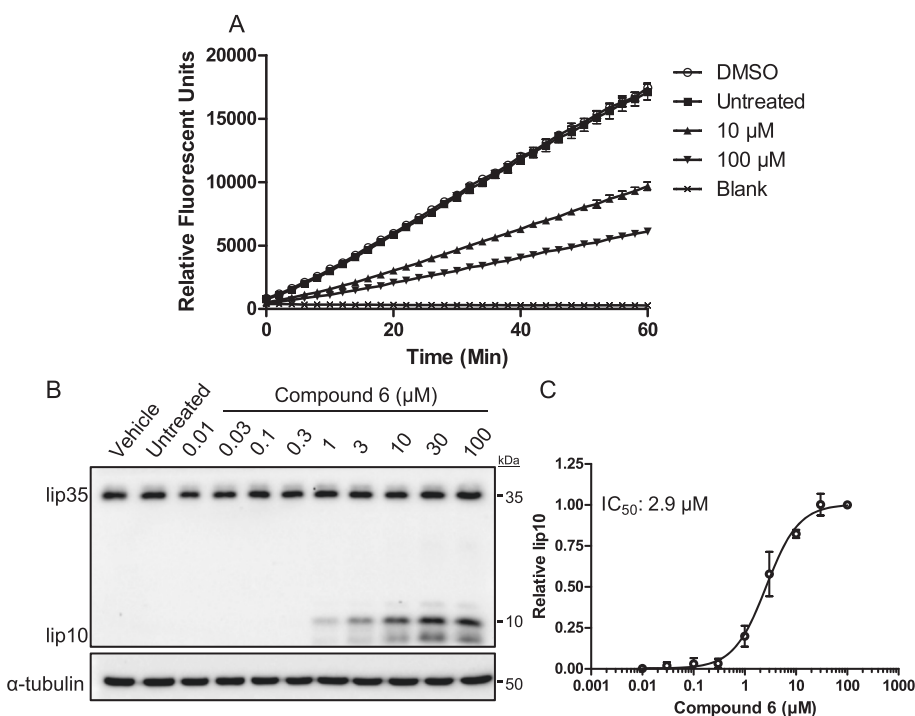 A
Relative Fluorescent Units
20000
15000
10000
5000
0
0 20 40 60
Time (Min)
DMSO
Untreated
10 µM
100 µM
Blank
B
Compound 6 (µM)
Vehicle Untreated 0.01 0.03 0.1 0.3 1 3 10 30 100
kDa
lip35 35
lip10 10
α-tubulin 50
C
Relative lip10
1.25
1.00
0.75
0.50
0.25
0.00
IC50: 2.9 µM
0.001 0.01 0.1 1 10 100 1000
Compound 6 (µM)